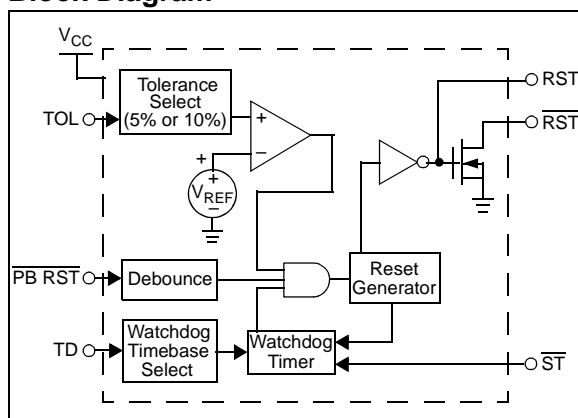 Block Diagram
VCC
Tolerance
Select
(5% or 10%)
TOL
+
–
+
+
VREF
–
RST
RST
PB RST
Debounce
Reset
Generator
Watchdog
Timebase
Select
TD
Watchdog
Timer
ST